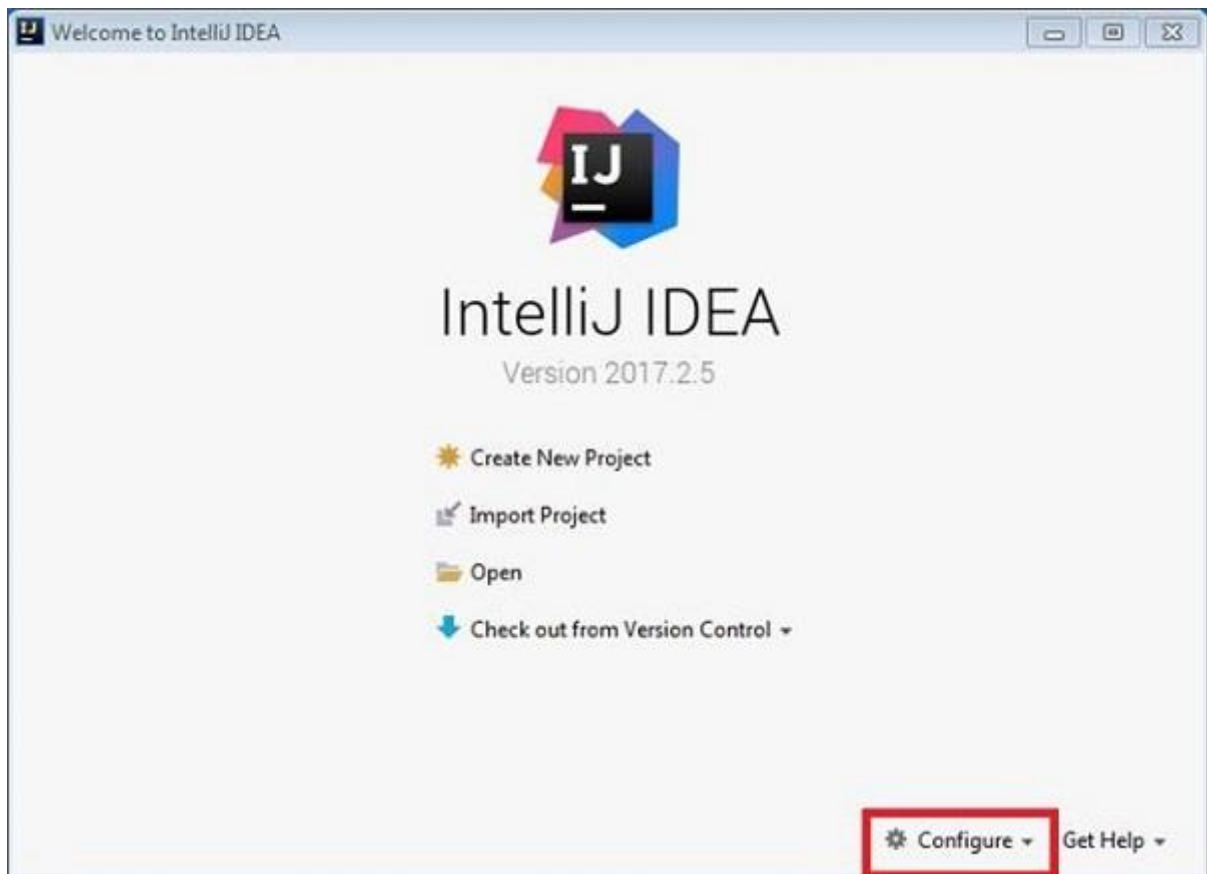 Welcome to IntelliJ IDEA
IJ
IntelliJ IDEA
Version 2017.2.5
Create New Project
Import Project
Open
Check out from Version Control
Configure
Get Help